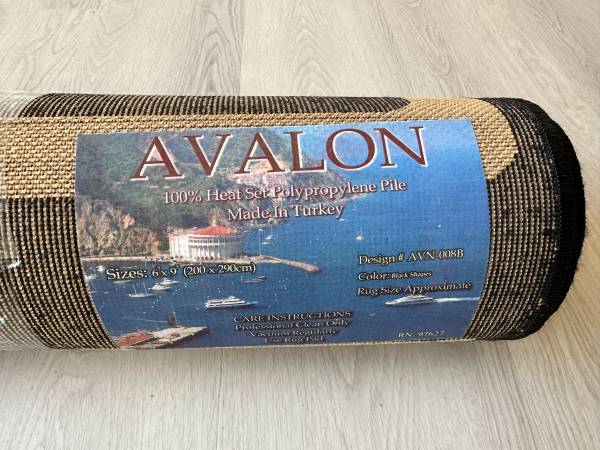 AVALON
100% Heat Set Polypropylene Pile
Made In Turkey
Sizes: 6' x 9' (200 x 290cm)
Design # AVN-008B
Color: Black Shapes
Rug Size Approximate
CARE INSTRUCTIONS
Professional Clean Only
Vacuum Regularly
Use Rug Pad
RN 97627